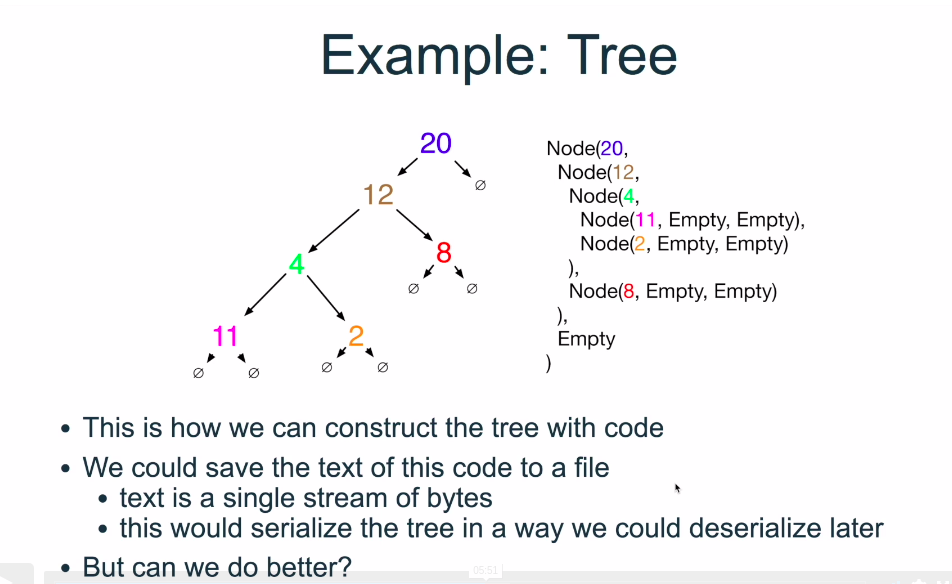 Example: Tree
20
12
∅
4
8
∅ ∅
11
2
∅ ∅
∅ ∅
Node(20,
Node(12,
Node(4,
Node(11, Empty, Empty),
Node(2, Empty, Empty)
),
Node(8, Empty, Empty)
),
Empty
)
• This is how we can construct the tree with code
• We could save the text of this code to a file
• text is a single stream of bytes
• this would serialize the tree in a way we could deserialize later
• But can we do better?
05:51